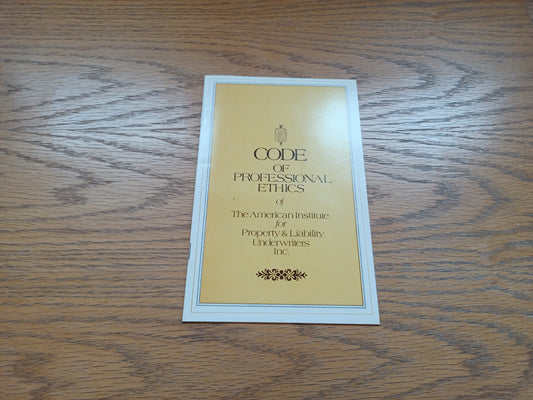 CODE
OF
PROFESSIONAL
ETHICS
of
The American Institute
for
Property & Liability
Underwriters
Inc.